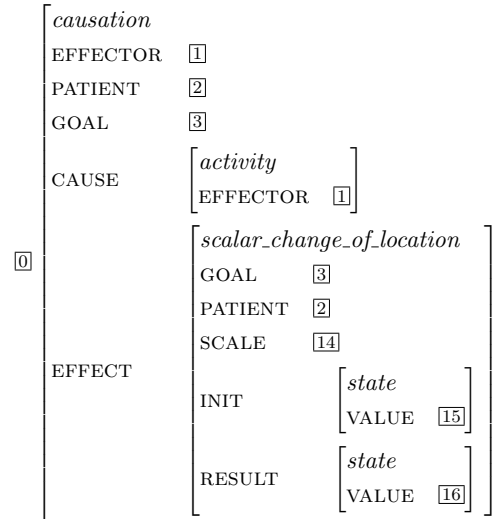 causation
EFFECTOR 1
PATIENT 2
GOAL 3
CAUSE
activity
EFFECTOR 1
0
EFFECT
scalar_change_of_location
GOAL 3
PATIENT 2
SCALE 14
INIT
state
VALUE 15
RESULT
state
VALUE 16